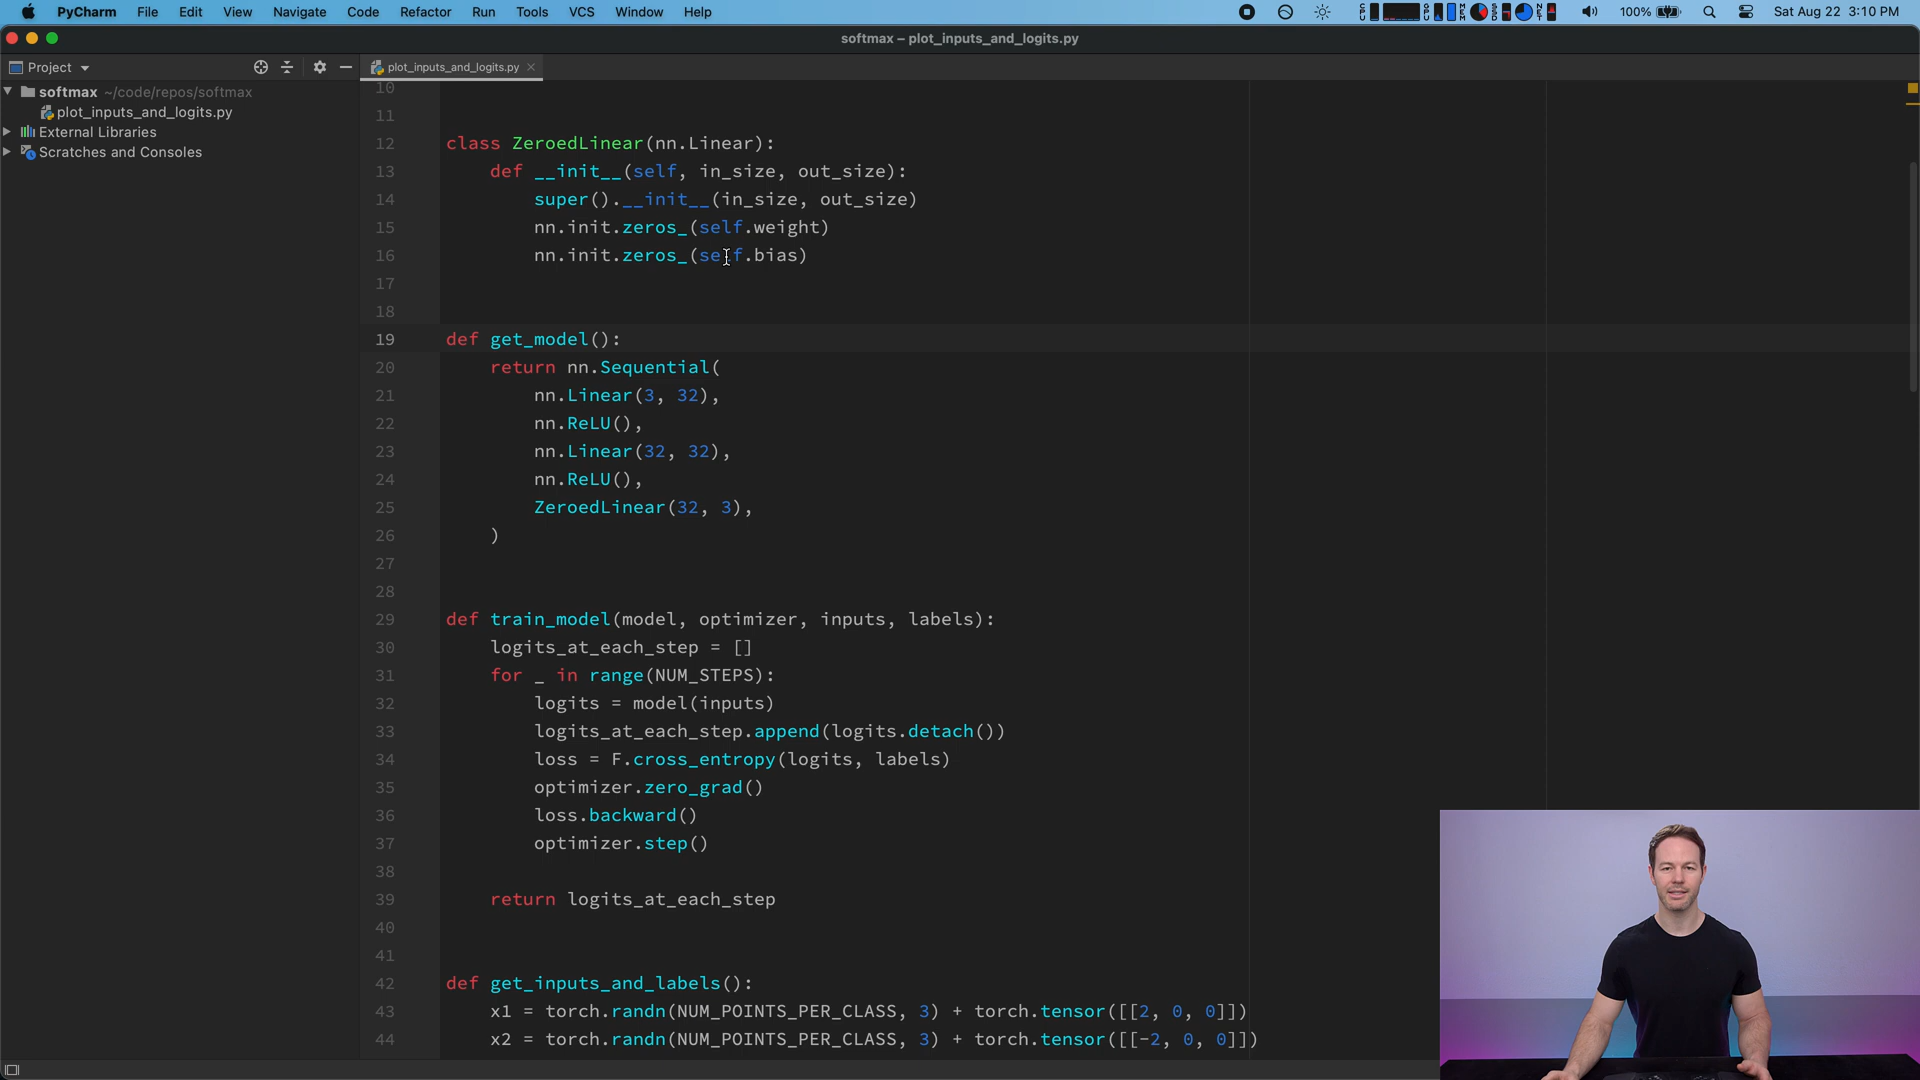 PyCharm File Edit View Navigate Code Refactor Run Tools VCS Window Help 100% Sat Aug 22 3:10 PM
softmax – plot_inputs_and_logits.py
Project
plot_inputs_and_logits.py
softmax ~/code/repos/softmax
plot_inputs_and_logits.py
External Libraries
Scratches and Consoles
10
11
12 class ZeroedLinear(nn.Linear):
13 def __init__(self, in_size, out_size):
14 super().__init__(in_size, out_size)
15 nn.init.zeros_(self.weight)
16 nn.init.zeros_(self.bias)
17
18
19 def get_model():
20 return nn.Sequential(
21 nn.Linear(3, 32),
22 nn.ReLU(),
23 nn.Linear(32, 32),
24 nn.ReLU(),
25 ZeroedLinear(32, 3),
26 )
27
28
29 def train_model(model, optimizer, inputs, labels):
30 logits_at_each_step = []
31 for _ in range(NUM_STEPS):
32 logits = model(inputs)
33 logits_at_each_step.append(logits.detach())
34 loss = F.cross_entropy(logits, labels)
35 optimizer.zero_grad()
36 loss.backward()
37 optimizer.step()
38
39 return logits_at_each_step
40
41
42 def get_inputs_and_labels():
43 x1 = torch.randn(NUM_POINTS_PER_CLASS, 3) + torch.tensor([[2, 0, 0]])
44 x2 = torch.randn(NUM_POINTS_PER_CLASS, 3) + torch.tensor([[-2, 0, 0]])